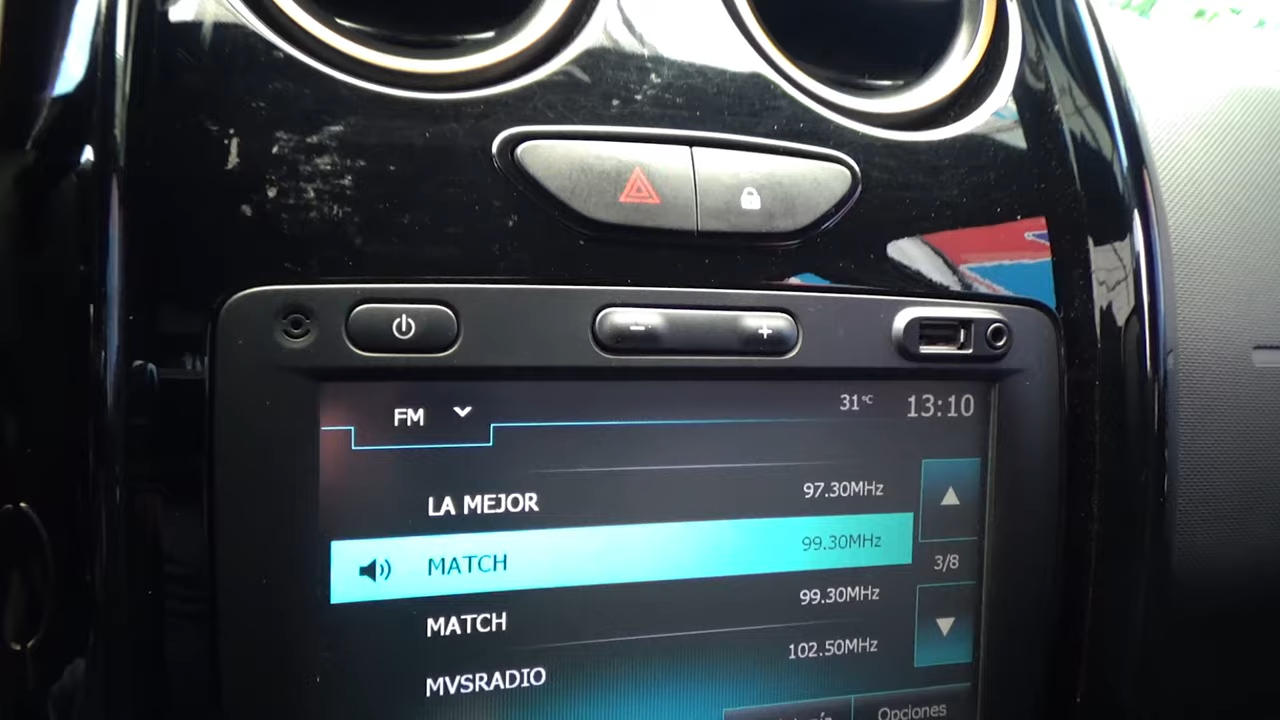 FM 31°C 13:10
LA MEJOR 97.30MHz
MATCH 99.30MHz
3/8
MATCH 99.30MHz
MVSRADIO 102.50MHz
Opciones